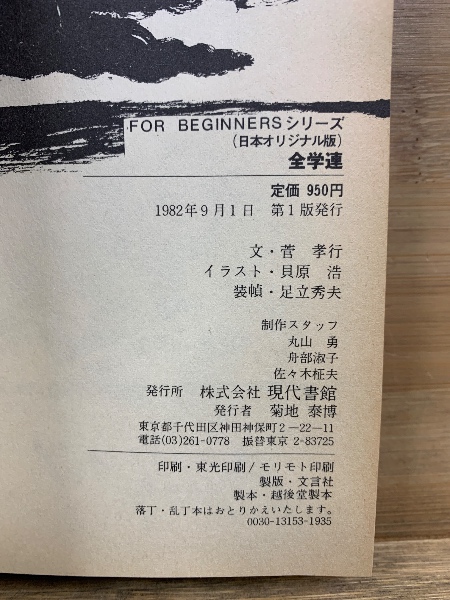 FOR BEGINNERSシリーズ
(日本オリジナル版)
全学連
定価 950円
1982年9月1日 第1版発行
文・菅 孝行
イラスト・貝原 浩
装幀・足立秀夫
制作スタッフ
丸山 勇
舟部淑子
佐々木柾夫
発行所 株式会社 現代書館
発行者 菊地 泰博
東京都千代田区神田神保町2—22—11
電話(03)261-0778 振替東京 2-83725
印刷・東光印刷/モリモト印刷
製版・文言社
製本・越後堂製本
落丁・乱丁本はおとりかえいたします。
0030-13153-1935